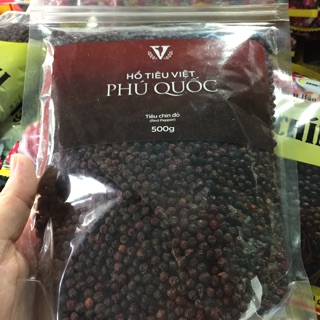 V
HỒ TIÊU VIỆT
PHÚ QUỐC
Tiêu chín đỏ
(Red Pepper)
500g